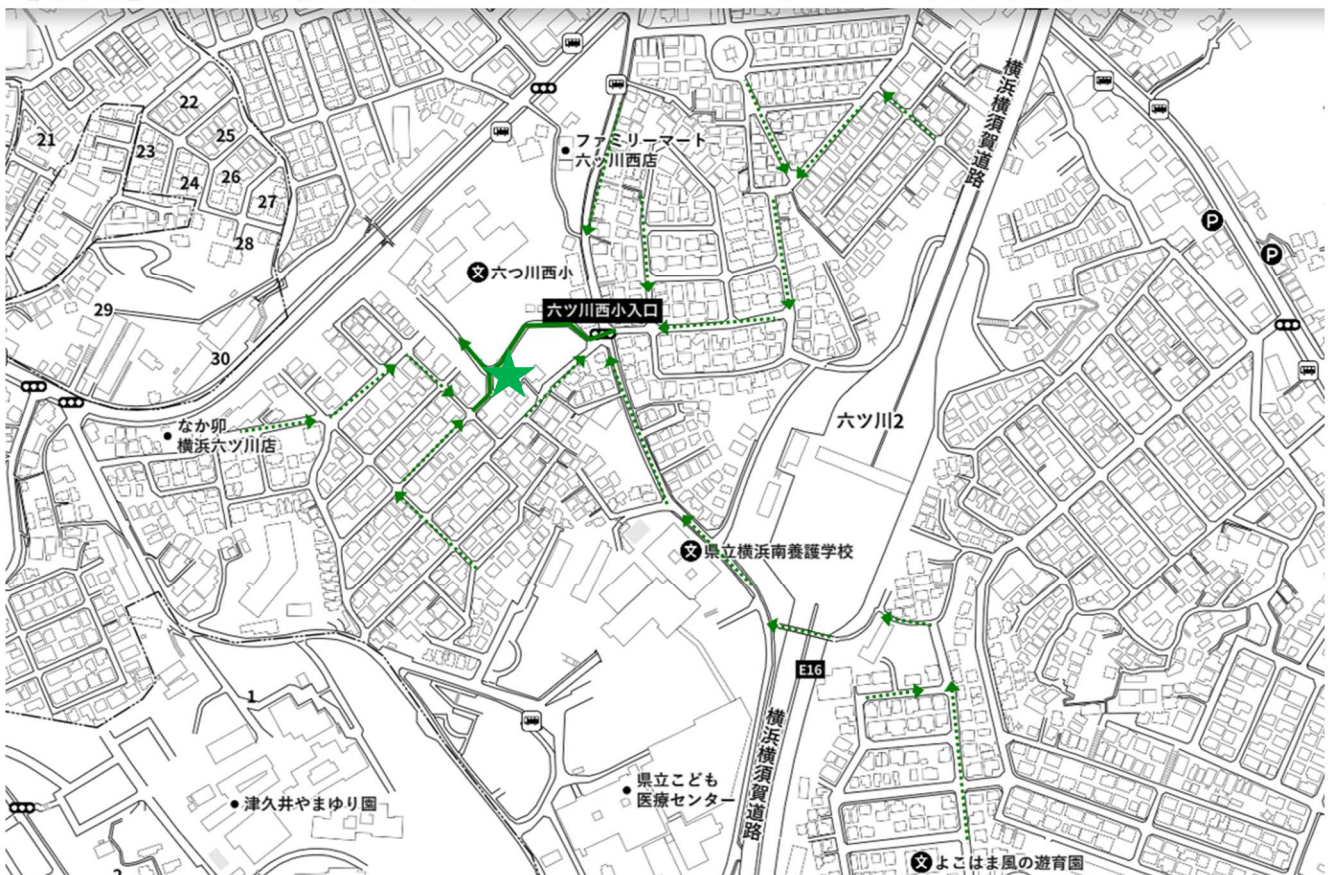 横浜横須賀道路
22
21
23
25
ファミリーマート
六ッ川西店
24
26
27
P
28
P
文
六つ川西小
29
六ツ川西小入口
30
なか卯
横浜六ツ川店
六ツ川2
文
県立横浜南養護学校
E16
1
横浜横須賀道路
県立こども
医療センター
津久井やまゆり園
文
よこはま風の遊育園
2